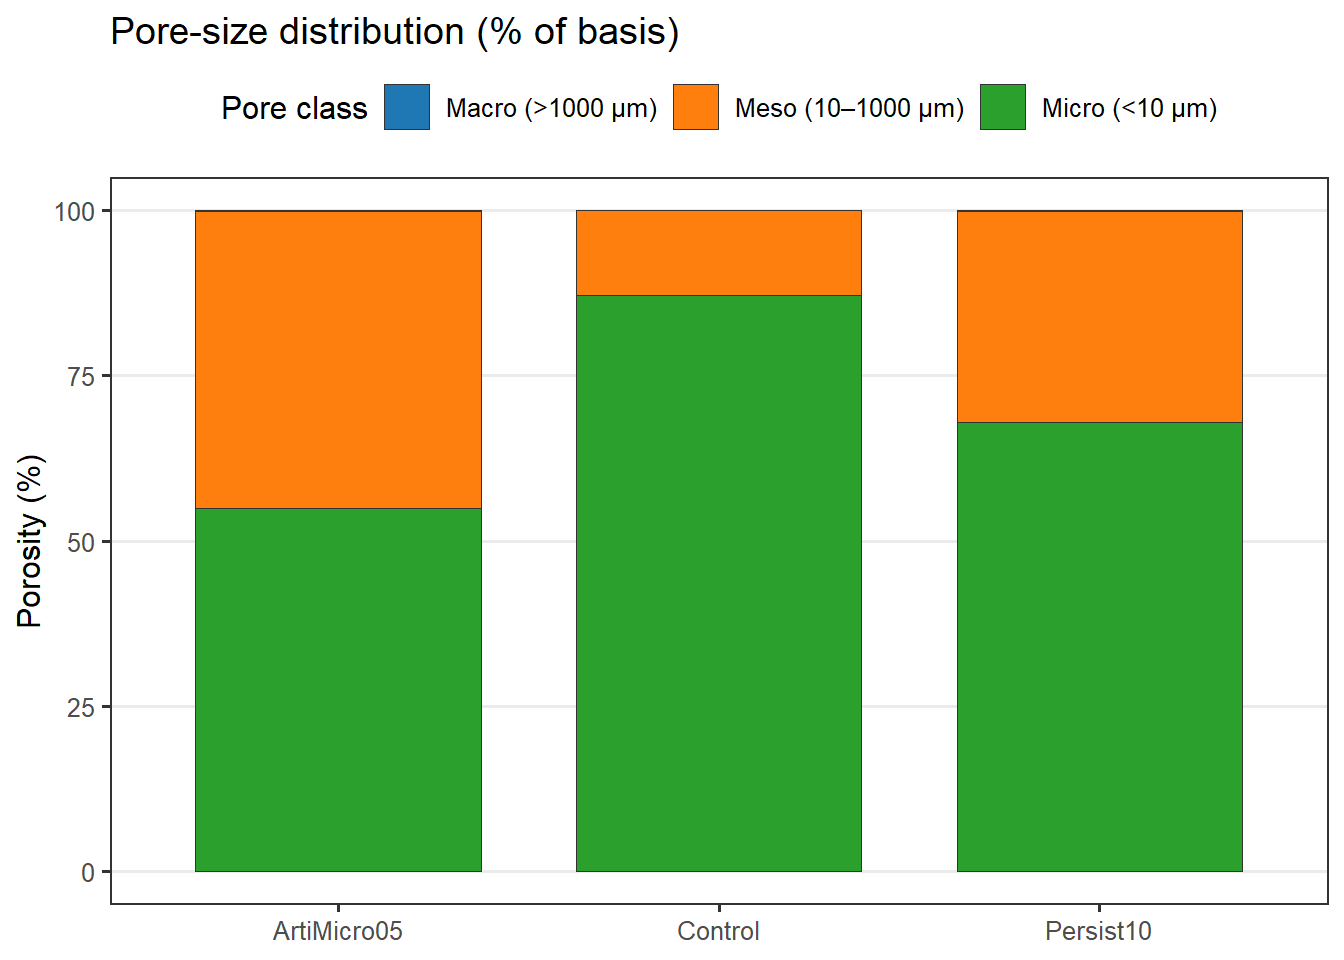 Pore-size distribution (% of basis)
Pore class Macro (>1000 µm) Meso (10–1000 µm) Micro (<10 µm)
100
75
50
25
0
Porosity (%)
ArtiMicro05 Control Persist10